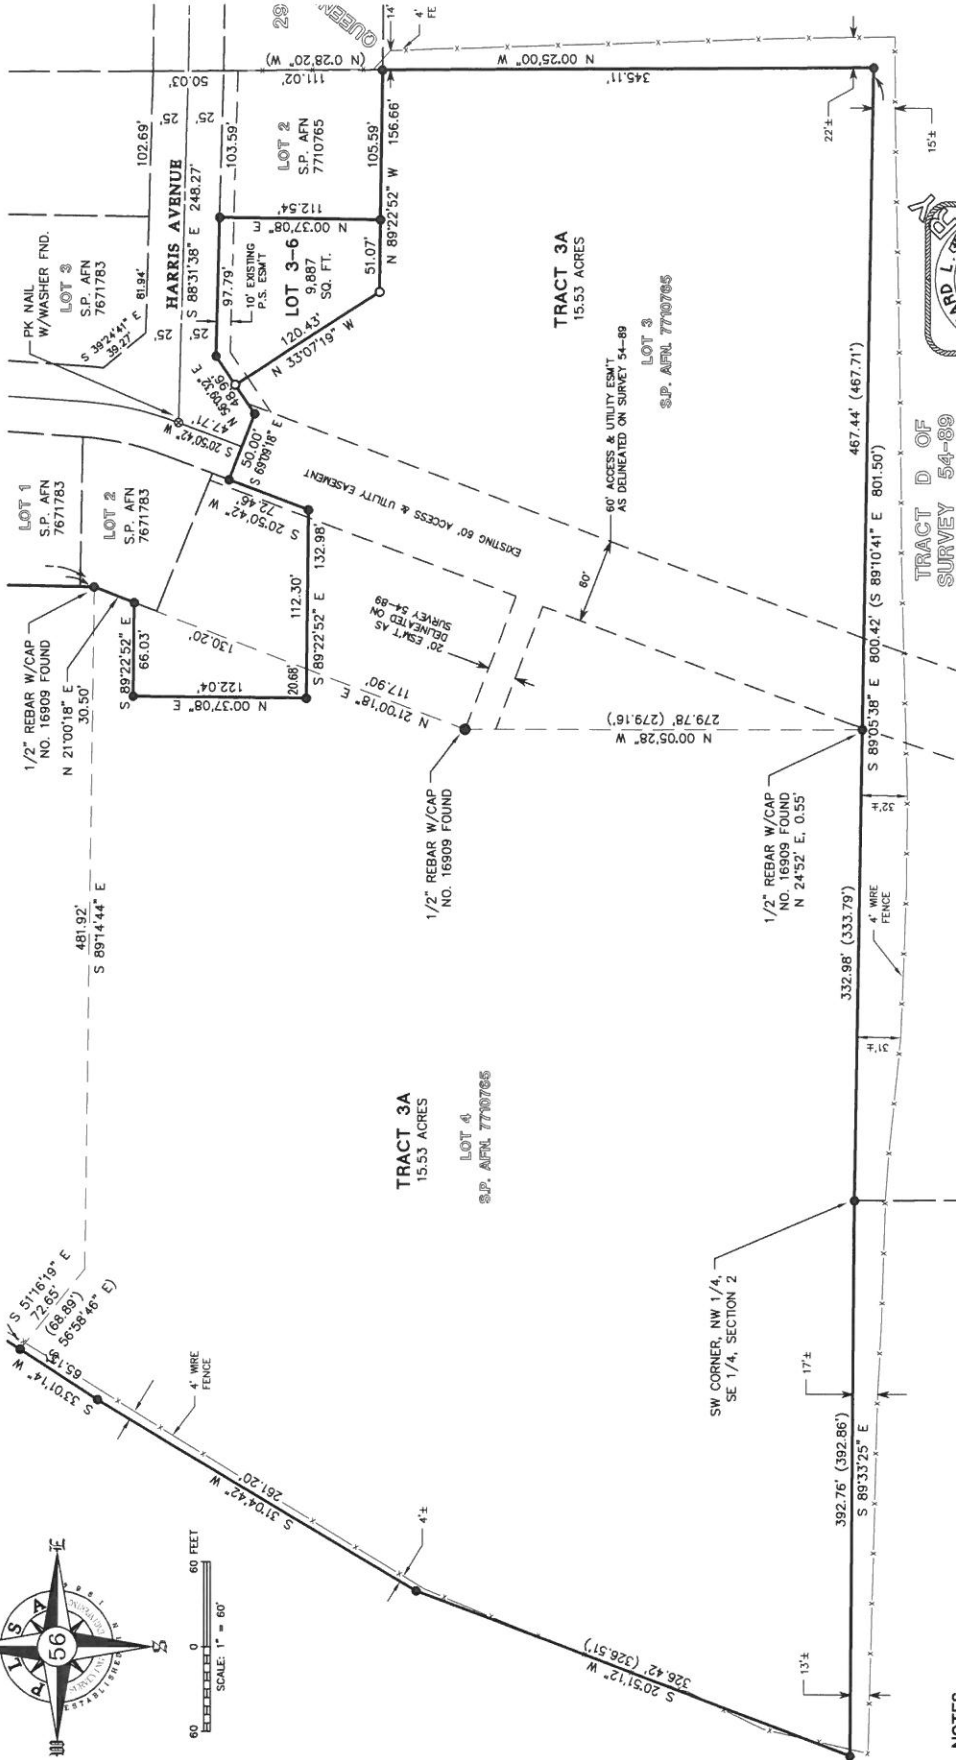 QUEEN
29
14'
4'
FE
PK NAIL
W/WASHER FND.
LOT 3
S.P. AFN
7671783
102.69'
81.94'
S 39°24'41" E
39.27'
HARRIS AVENUE
S 88°31'38" E 248.27'
25'
25'
25'
25'
50.03'
111.02'
(N 0°28'20" W)
103.59'
97.79'
10' EXISTING
P.S. ESM'T
LOT 2
S.P. AFN
7710765
112.54'
N 00°37'08" E
LOT 3-6
9,887
SQ. FT.
105.59'
156.66'
N 89°22'52" W
51.07'
120.43'
N 33°07'19" W
N 56°09'32" E
48.96'
47.71'
S 20°50'42" W
50.00'
S 69°09'18" E
72.46'
S 20°50'42" W
LOT 1
S.P. AFN
7671783
LOT 2
S.P. AFN
7671783
1/2" REBAR W/CAP
NO. 16909 FOUND
N 21°00'18" E
30.50'
S 89°22'52" E
66.03'
122.04'
N 00°37'08" E
20.68'
112.30'
132.98'
S 89°22'52" E
130.20'
117.90'
N 21°00'18" E
EXISTING 60' ACCESS & UTILITY EASEMENT
20' ESM'T AS
DELINEATED ON
SURVEY 54-89
60'
60' ACCESS & UTILITY ESM'T
AS DELINEATED ON SURVEY 54-89
TRACT 3A
15.53 ACRES
LOT 3
S.P. AFN. 7710765
N 00°25'00" W
345.11'
22'±
15'±
1/2" REBAR W/CAP
NO. 16909 FOUND
279.78' (279.16')
N 00°05'28" W
1/2" REBAR W/CAP
NO. 16909 FOUND
N 24°52' E, 0.55'
467.44' (467.71')
S 89°05'38" E 800.42' (S 89°10'41" E 801.50')
TRACT D OF
SURVEY 54-89
ARD L.
32'±
4' WIRE
FENCE
332.98' (333.79')
31'±
481.92'
S 89°14'44" E
TRACT 3A
15.53 ACRES
LOT 4
S.P. AFN. 7710765
SW CORNER, NW 1/4,
SE 1/4, SECTION 2
17'±
392.76' (392.86')
S 89°33'25" E
13'±
S 51°16'19" E
72.65'
(68.89')
56°58'46" E)
65.13'
S 33°01'14" W
4' WIRE
FENCE
261.20'
S 31°04'42" W
4'±
326.42' (326.51')
S 20°51'12" W
P L S A
56
ESTABLISHED
W
E
S
60
0
60 FEET
SCALE: 1" = 60'
NOTES